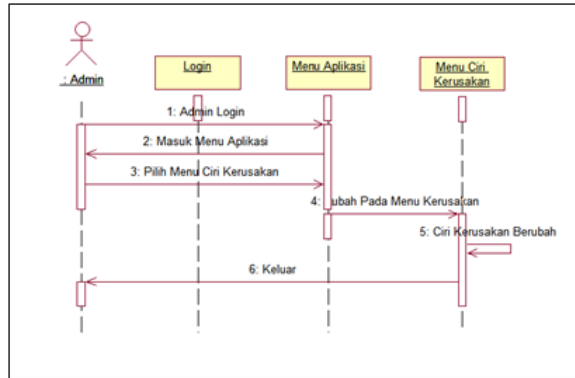 : Admin
Login
Menu Aplikasi
Menu Ciri
Kerusakan
1: Admin Login
2: Masuk Menu Aplikasi
3: Pilih Menu Ciri Kerusakan
4: ubah Pada Menu Kerusakan
5: Ciri Kerusakan Berubah
6: Keluar